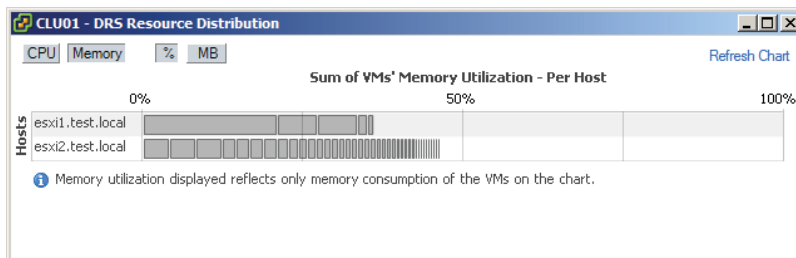 CLU01 - DRS Resource Distribution
CPU Memory % MB Refresh Chart
Sum of VMs' Memory Utilization - Per Host
0% 50% 100%
Hosts
esxi1.test.local
esxi2.test.local
Memory utilization displayed reflects only memory consumption of the VMs on the chart.